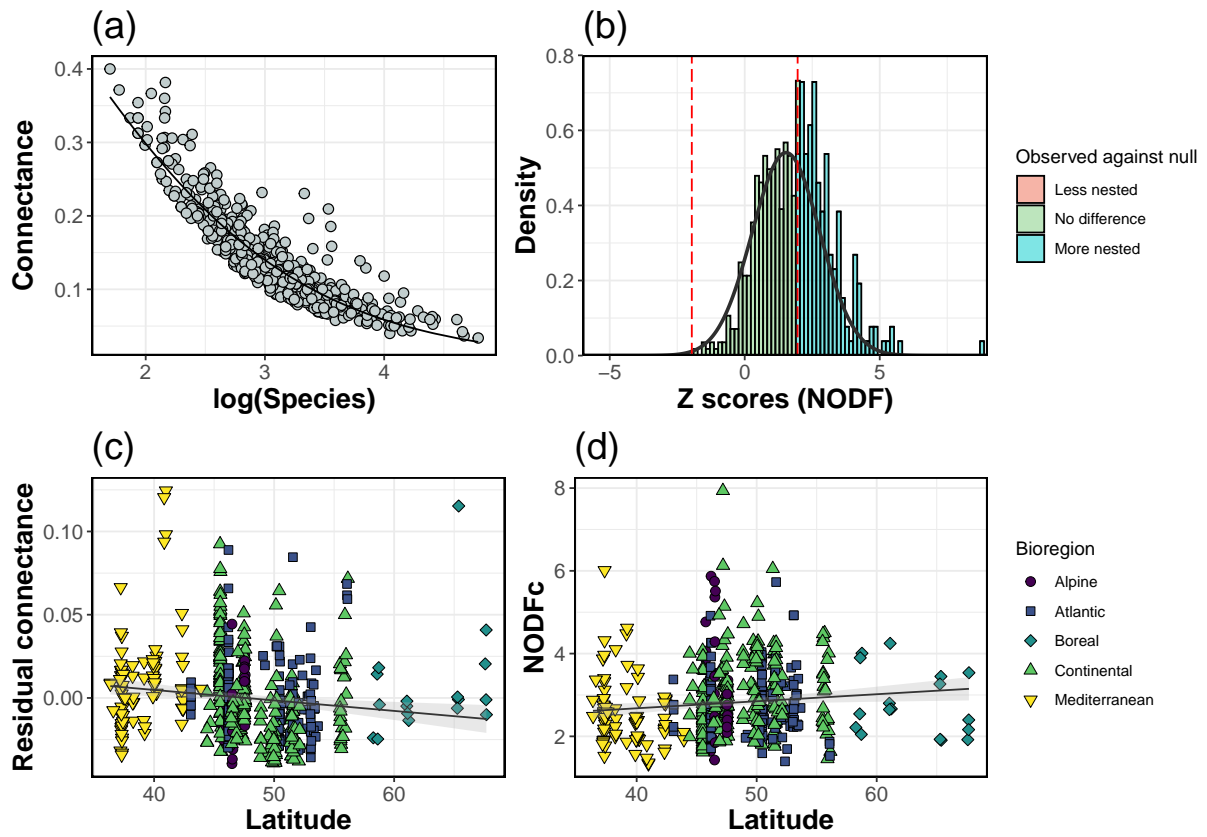 (a)
Connectance
0.4
0.3
0.2
0.1
2
3
4
log(Species)
(b)
Density
0.8
0.6
0.4
0.2
0.0
−5
0
5
Z scores (NODF)
Observed against null
Less nested
No difference
More nested
(c)
Residual connectance
0.10
0.05
0.00
40
50
60
Latitude
(d)
NODFc
8
6
4
2
40
50
60
Latitude
Bioregion
Alpine
Atlantic
Boreal
Continental
Mediterranean